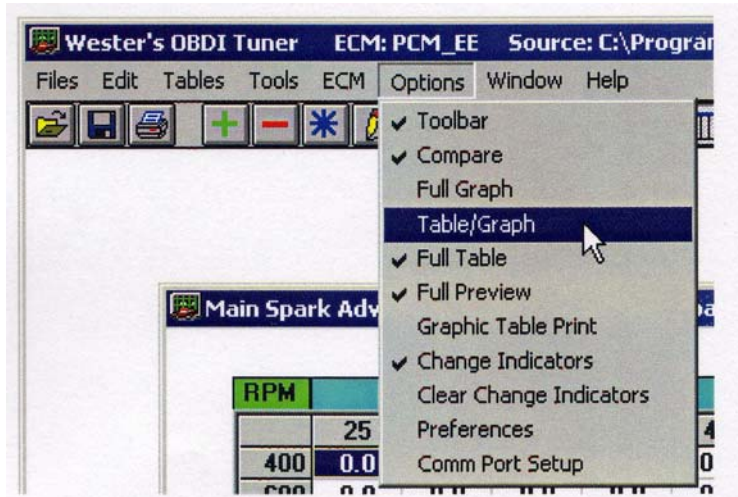 Wester's OBDI Tuner ECM: PCM_EE Source: C:\Program
Files Edit Tables Tools ECM Options Window Help
Toolbar
Compare
Full Graph
Table/Graph
Full Table
Full Preview
Graphic Table Print
Change Indicators
Clear Change Indicators
Preferences
Comm Port Setup
Main Spark Adv
RPM
25
400 0.0